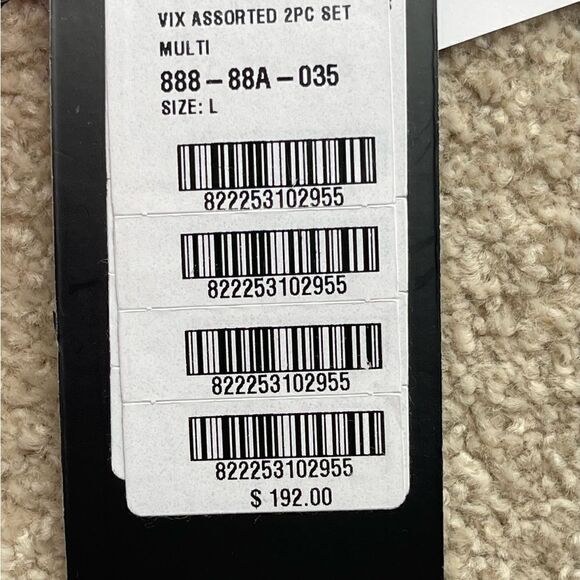 VIX ASSORTED 2PC SET
MULTI
888-88A-035
SIZE: L
822253102955
822253102955
822253102955
822253102955
$ 192.00